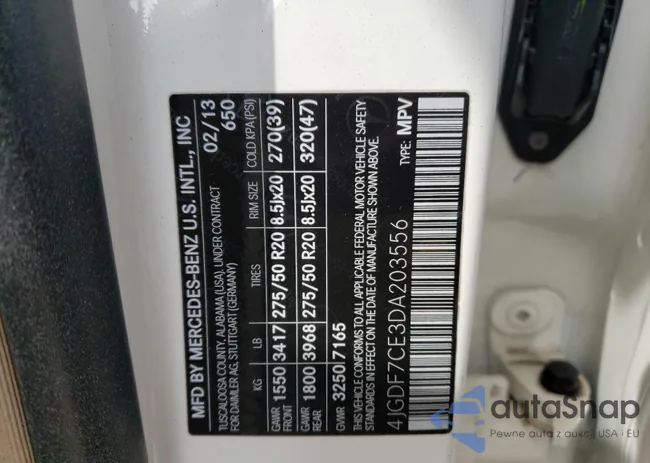 MFD BY MERCEDES-BENZ U.S. INTL., INC
TUSCALOOSA COUNTY, ALABAMA (USA), UNDER CONTRACT 02/13
FOR DAIMLER AG, STUTTGART (GERMANY) 650
KG LB TIRES RIM SIZE COLD KPA(PSI)
GAWR FRONT 1550 3417 275/50 R20 8.5Jx20 270(39)
GAWR REAR 1800 3968 275/50 R20 8.5Jx20 320(47)
GVWR 3250 7165
THIS VEHICLE CONFORMS TO ALL APPLICABLE FEDERAL MOTOR VEHICLE SAFETY
STANDARDS IN EFFECT ON THE DATE OF MANUFACTURE SHOWN ABOVE.
4JGDF7CE3DA203556 TYPE: MPV
autaSnap
Pewne auta z aukcji USA i EU